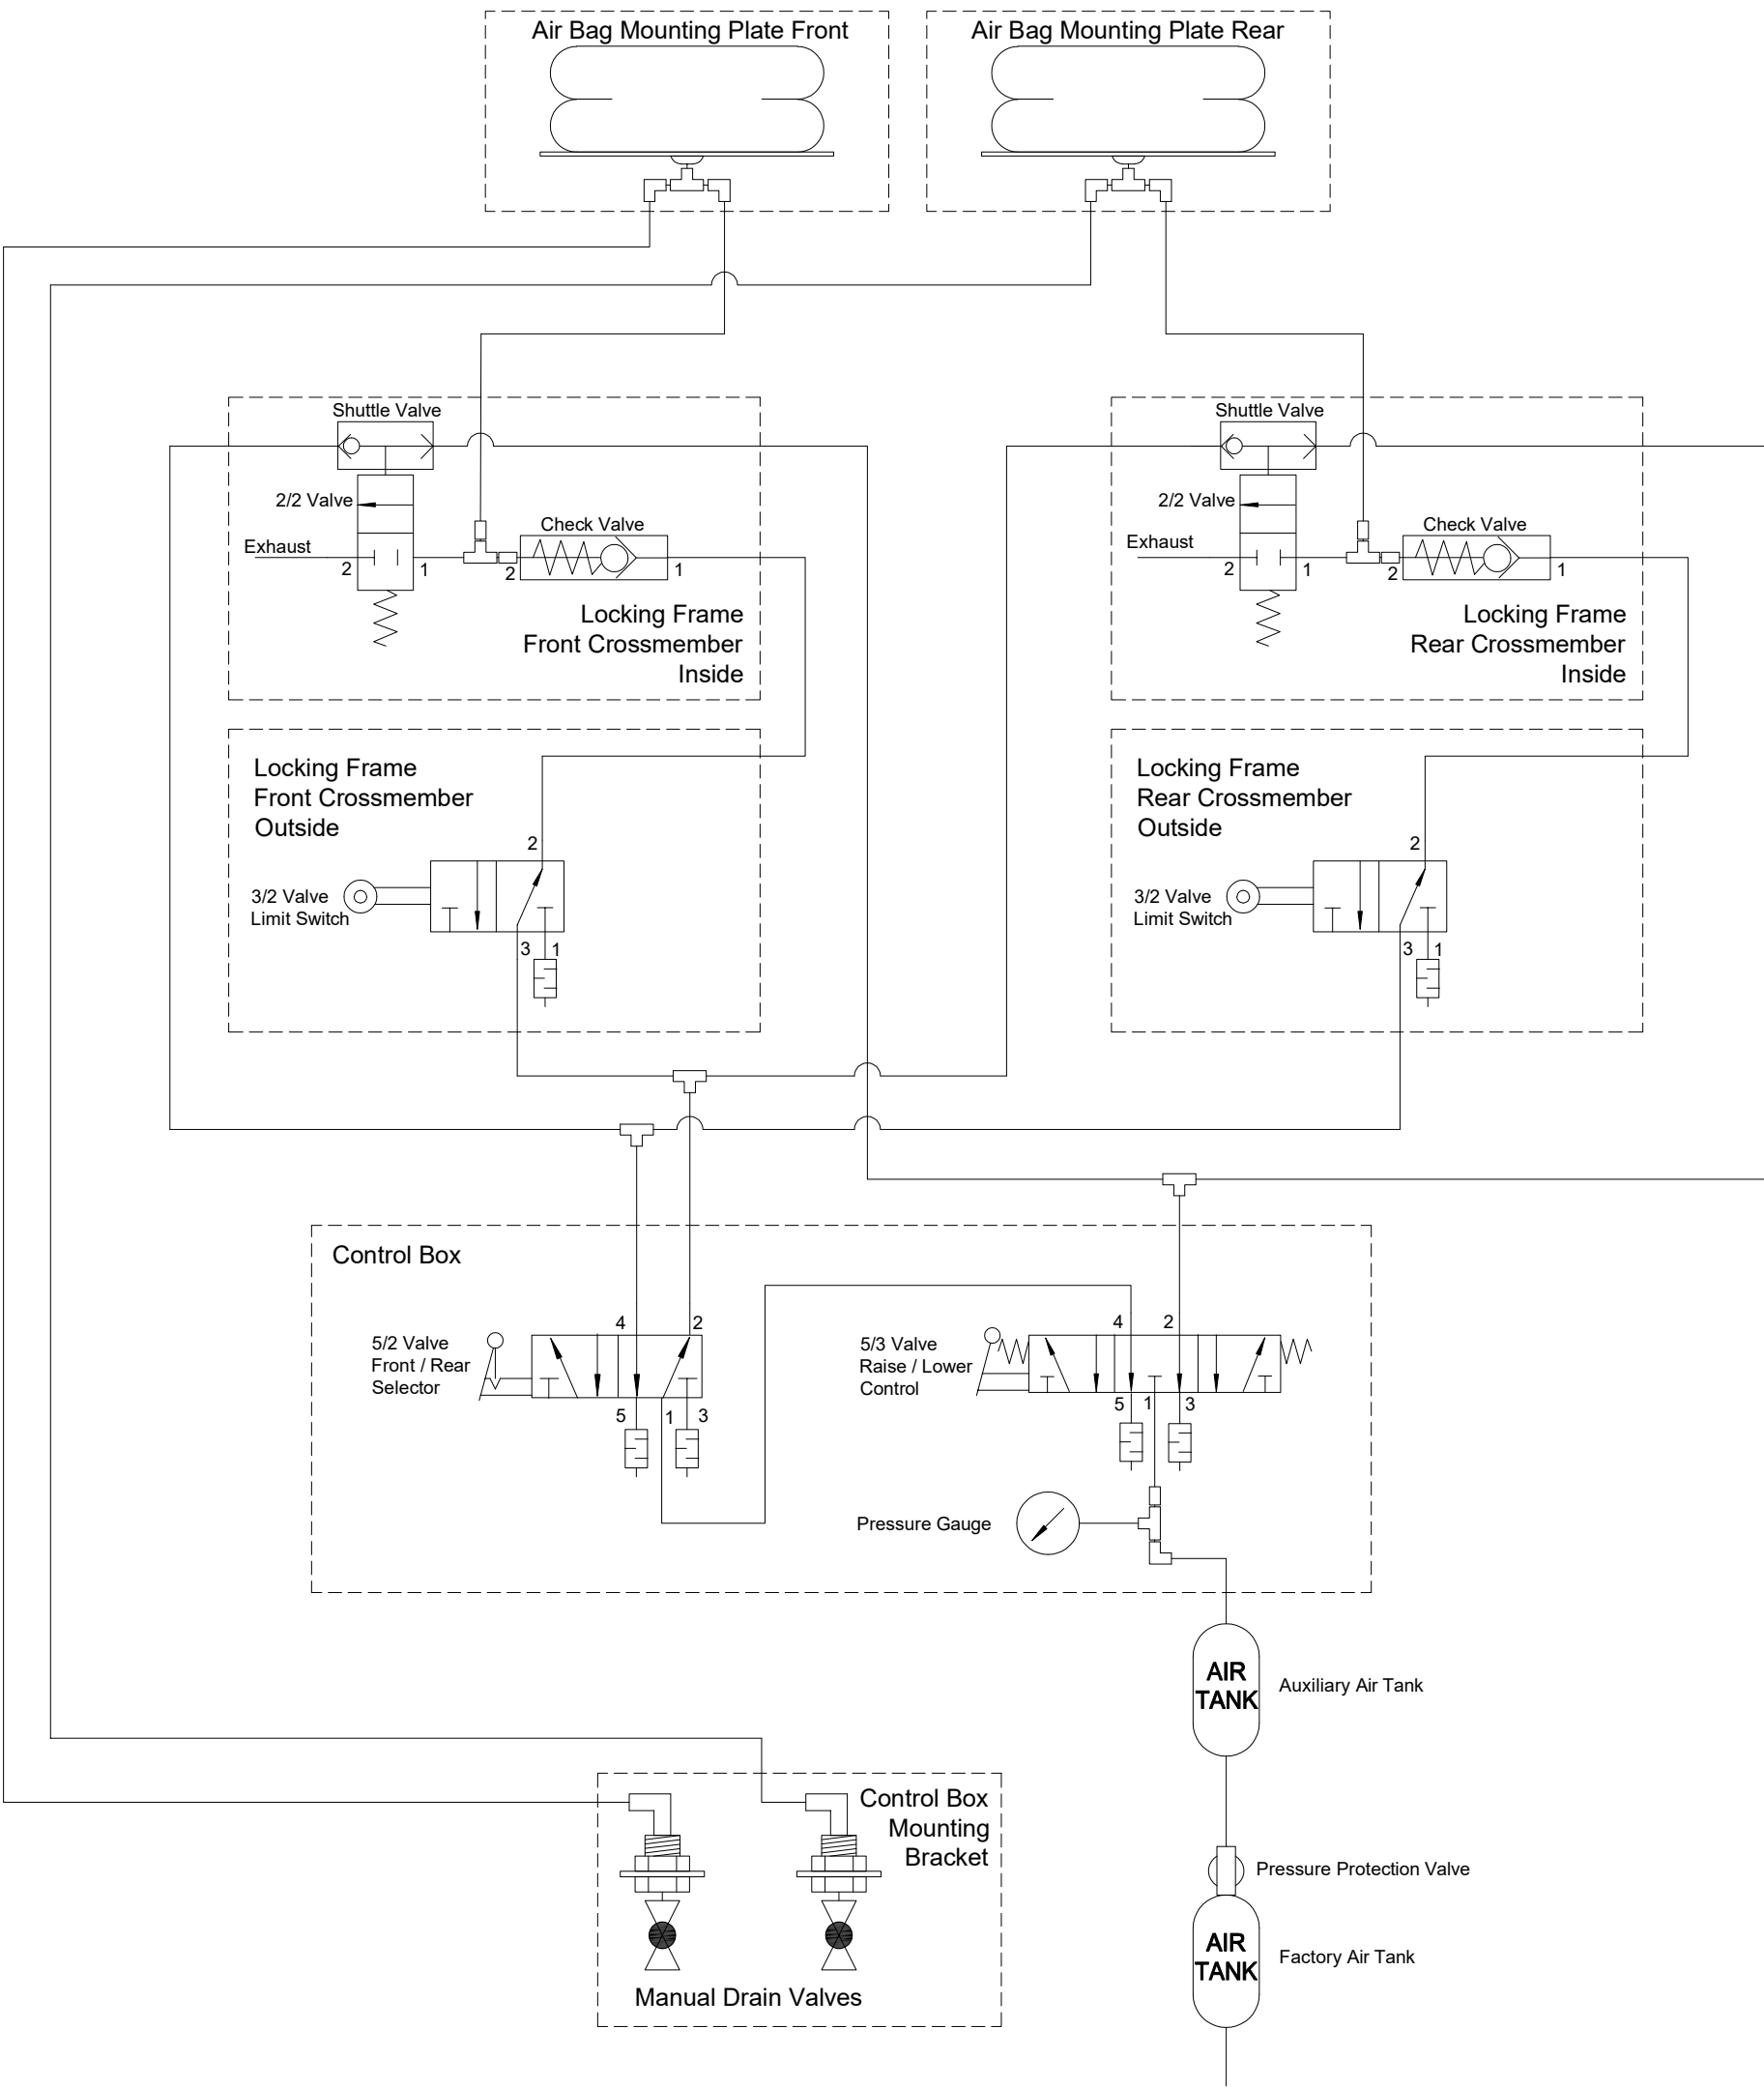 Air Bag Mounting Plate Front
Air Bag Mounting Plate Rear
Shuttle Valve
2/2 Valve
Check Valve
Exhaust
2
1
2
1
Locking Frame
Front Crossmember
Inside
Shuttle Valve
2/2 Valve
Check Valve
Exhaust
2
1
2
1
Locking Frame
Rear Crossmember
Inside
Locking Frame
Front Crossmember
Outside
2
3/2 Valve
Limit Switch
3
1
Locking Frame
Rear Crossmember
Outside
2
3/2 Valve
Limit Switch
3
1
Control Box
4
2
5/2 Valve
Front / Rear
Selector
5
1
3
4
2
5/3 Valve
Raise / Lower
Control
5
1
3
Pressure Gauge
AIR
TANK
Auxiliary Air Tank
Control Box
Mounting
Bracket
Pressure Protection Valve
AIR
TANK
Factory Air Tank
Manual Drain Valves